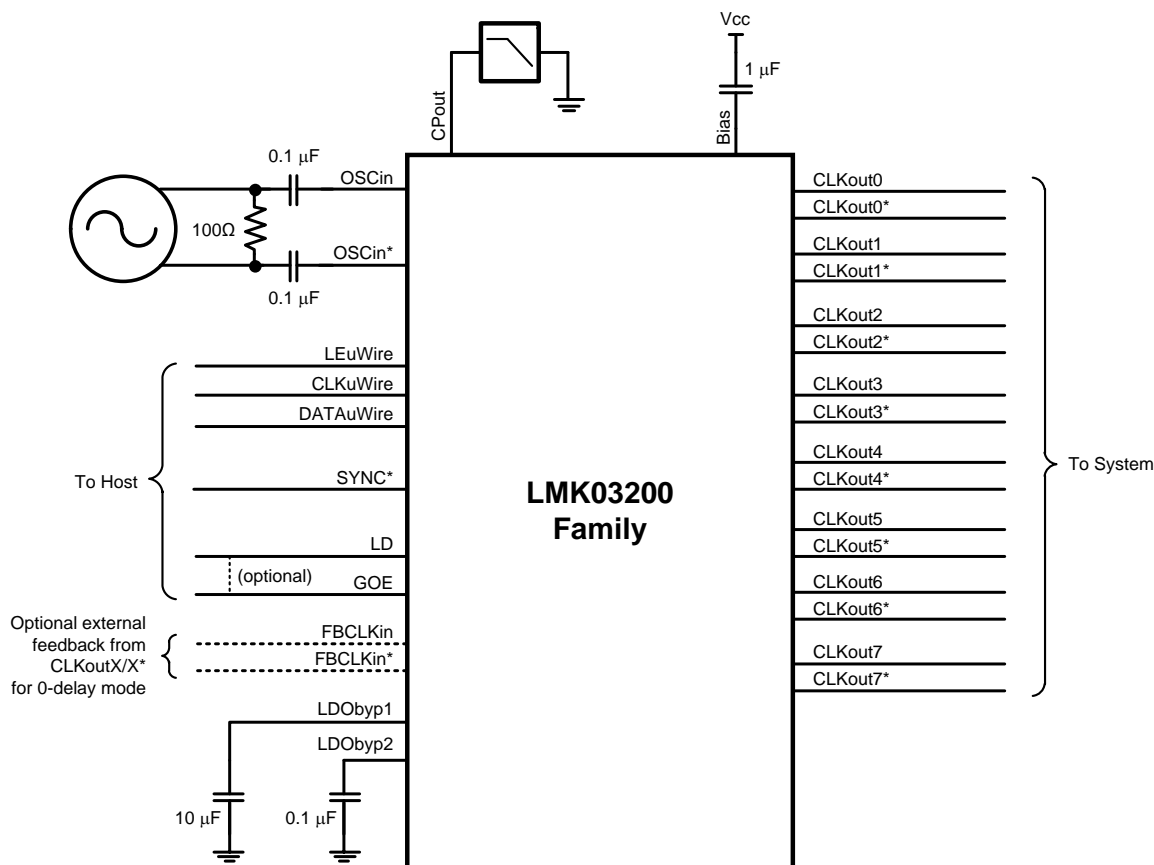 Vcc
1 μF
CPout
Bias
0.1 μF
OSCin
100Ω
OSCin*
0.1 μF
LEuWire
CLKuWire
DATAuWire
To Host
SYNC*
LD
(optional)
GOE
Optional external
feedback from
CLKoutX/X*
for 0-delay mode
FBCLKin
FBCLKin*
LDObyp1
LDObyp2
10 μF
0.1 μF
LMK03200
Family
CLKout0
CLKout0*
CLKout1
CLKout1*
CLKout2
CLKout2*
CLKout3
CLKout3*
CLKout4
CLKout4*
CLKout5
CLKout5*
CLKout6
CLKout6*
CLKout7
CLKout7*
To System